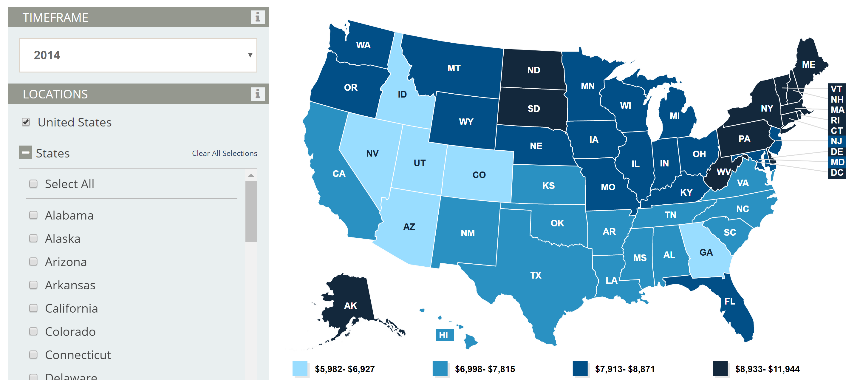 TIMEFRAME
i
2014
LOCATIONS
i
United States
States
Clear All Selections
Select All
Alabama
Alaska
Arizona
Arkansas
California
Colorado
Connecticut
Delaware
WA
OR
CA
ID
NV
AZ
UT
MT
WY
CO
NM
ND
SD
NE
KS
OK
TX
MN
IA
MO
AR
LA
WI
IL
MS
MI
IN
KY
TN
AL
OH
WV
VA
NC
SC
GA
FL
PA
NY
ME
VT
NH
MA
RI
CT
NJ
DE
MD
DC
AK
HI
$5,982- $6,927
$6,998- $7,815
$7,913- $8,871
$8,933- $11,944